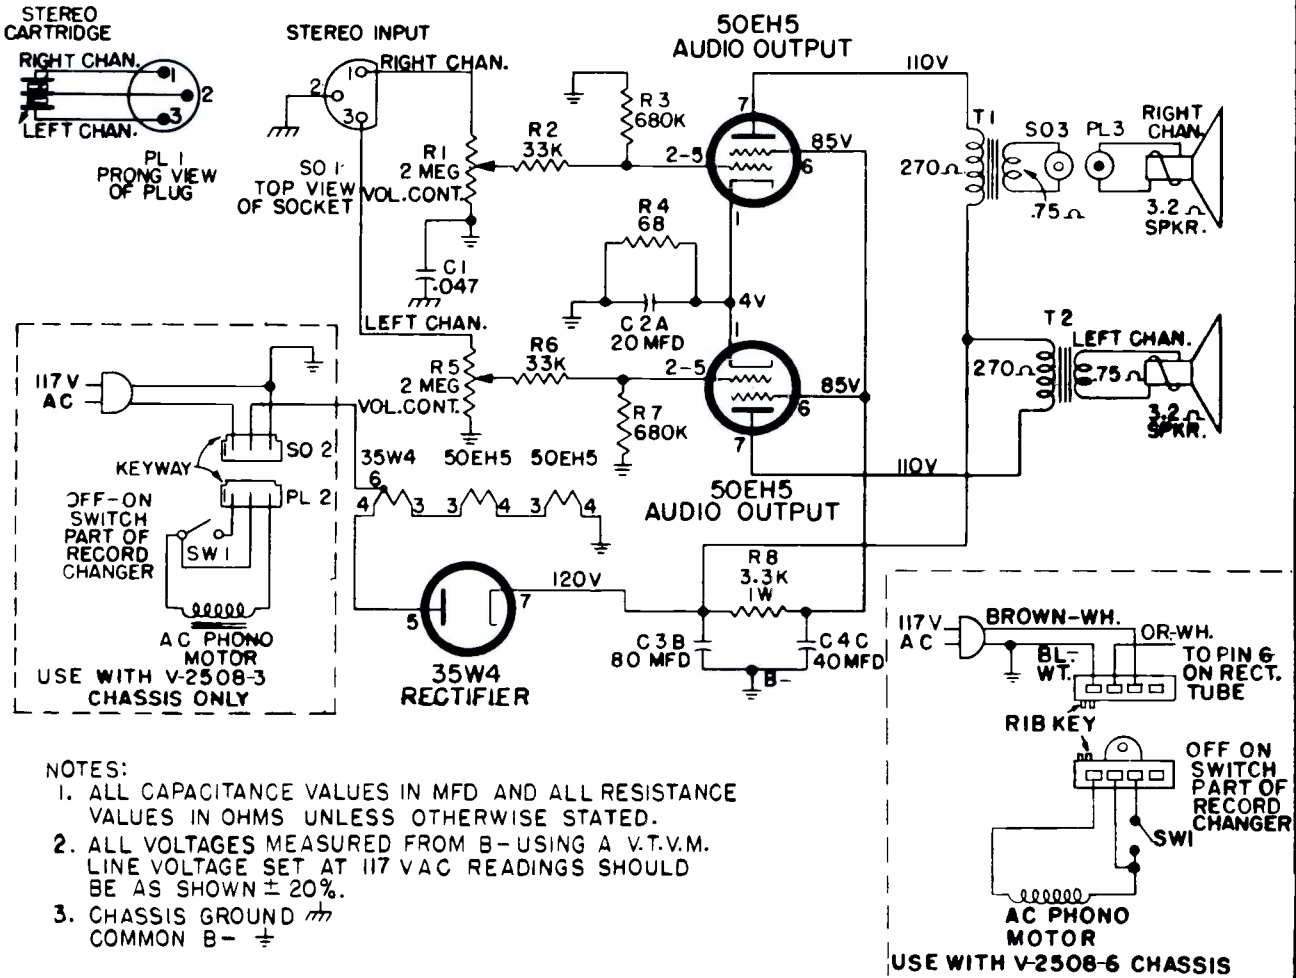 STEREO
CARTRIDGE
RIGHT CHAN.
LEFT CHAN.
1
2
3
PL 1
PRONG VIEW
OF PLUG
STEREO INPUT
1
2
3
RIGHT CHAN.
SO 1
TOP VIEW
OF SOCKET
R1
2 MEG
VOL.CONT.
C1
.047
R2
33K
R3
680K
2-5
50EH5
AUDIO OUTPUT
7
6
1
85V
110V
T1
270Ω
.75Ω
SO3
PL3
RIGHT
CHAN.
3.2Ω
SPKR.
R4
68
C2A
20 MFD
4V
LEFT CHAN.
R5
2 MEG
VOL.CONT.
R6
33K
R7
680K
2-5
1
85V
6
7
110V
50EH5
AUDIO OUTPUT
T2
LEFT CHAN.
270Ω
.75Ω
3.2Ω
SPKR.
117V
AC
SO 2
KEYWAY
PL 2
OFF-ON
SWITCH
PART OF
RECORD
CHANGER
SW1
AC PHONO
MOTOR
USE WITH V-2508-3
CHASSIS ONLY
35W4 50EH5 50EH5
6
4 3 3 4 3 4
5
7
120V
35W4
RECTIFIER
R8
3.3K
1W
C3B
80 MFD
C4C
40MFD
B-
117V
AC
BROWN-WH.
BL-
WT.
OR-WH.
TO PIN 6
ON RECT.
TUBE
RIB KEY
OFF ON
SWITCH
PART OF
RECORD
CHANGER
SW1
AC PHONO
MOTOR
USE WITH V-2508-6 CHASSIS
NOTES:
1. ALL CAPACITANCE VALUES IN MFD AND ALL RESISTANCE
VALUES IN OHMS UNLESS OTHERWISE STATED.
2. ALL VOLTAGES MEASURED FROM B- USING A V.T.V.M.
LINE VOLTAGE SET AT 117 VAC READINGS SHOULD
BE AS SHOWN ± 20%.
3. CHASSIS GROUND
COMMON B-